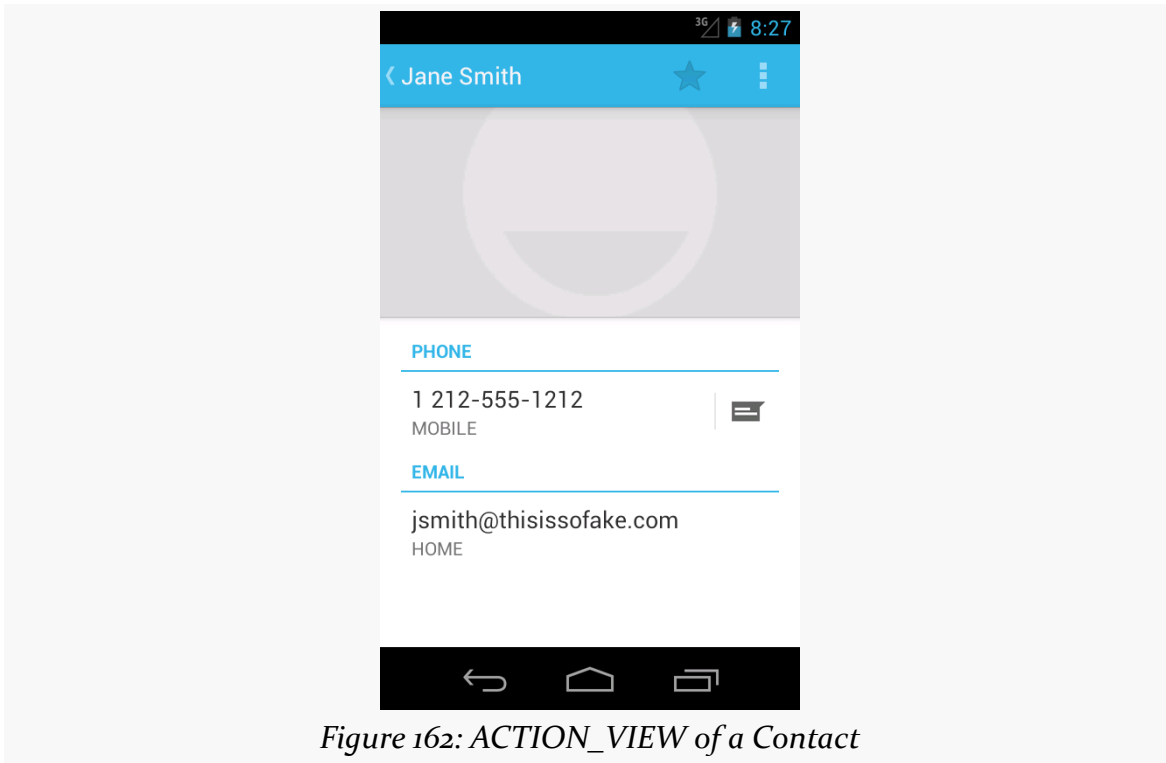 3G 8:27
Jane Smith
PHONE
1 212-555-1212
MOBILE
EMAIL
jsmith@thisissofake.com
HOME
Figure 162: ACTION_VIEW of a Contact